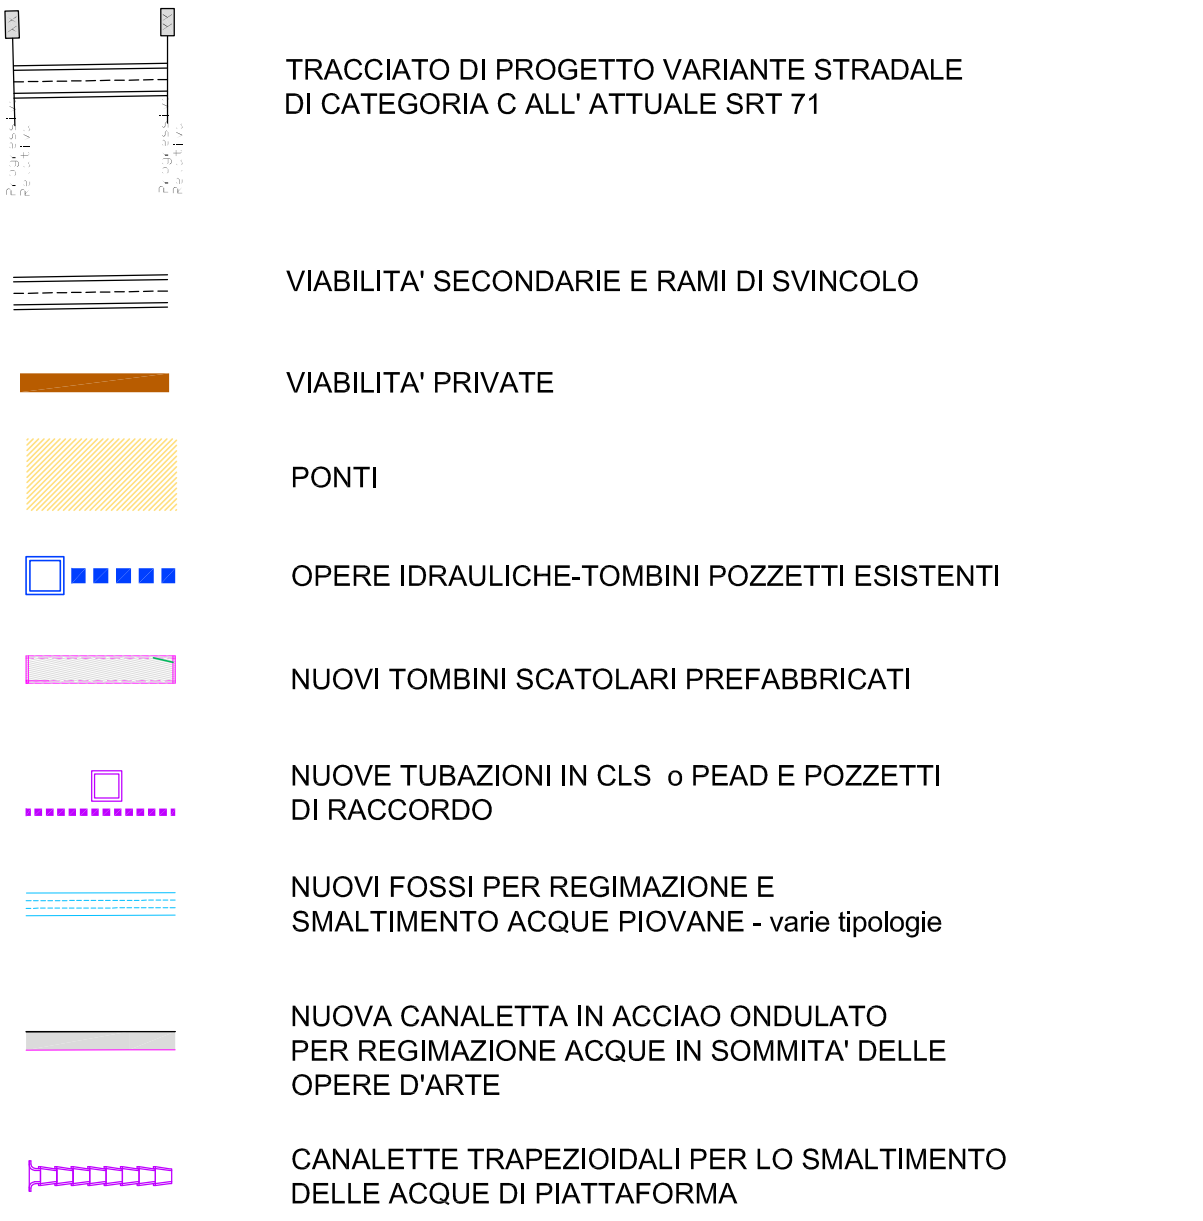 TRACCIATO DI PROGETTO VARIANTE STRADALE
DI CATEGORIA C ALL' ATTUALE SRT 71
VIABILITA' SECONDARIE E RAMI DI SVINCOLO
VIABILITA' PRIVATE
PONTI
OPERE IDRAULICHE-TOMBINI POZZETTI ESISTENTI
NUOVI TOMBINI SCATOLARI PREFABBRICATI
NUOVE TUBAZIONI IN CLS o PEAD E POZZETTI
DI RACCORDO
NUOVI FOSSI PER REGIMAZIONE E
SMALTIMENTO ACQUE PIOVANE - varie tipologie
NUOVA CANALETTA IN ACCIAO ONDULATO
PER REGIMAZIONE ACQUE IN SOMMITA' DELLE
OPERE D'ARTE
CANALETTE TRAPEZIOIDALI PER LO SMALTIMENTO
DELLE ACQUE DI PIATTAFORMA